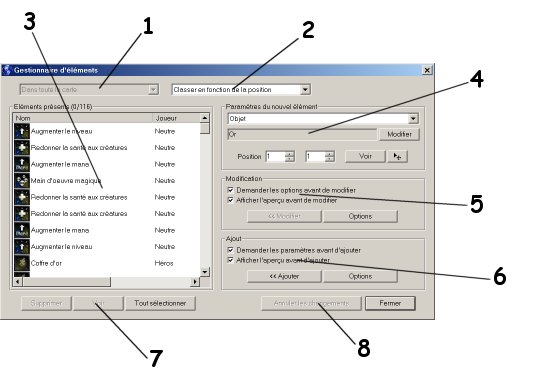 3
1
2
Gestionnaire d'éléments
Dans toute la carte
Classer en fonction de la position
4
Eléments présents (0/116)
Paramètres du nouvel élément
Nom Joueur
Objet
Augmenter le niveau Neutre
Or Modifier
Redonner la santé aux créatures Neutre
Position 1 1 Voir
Augmenter le mana Neutre
Main d'oeuvre magique Neutre
Modification
Demander les options avant de modifier
Redonner la santé aux créatures Neutre
Afficher l'aperçu avant de modifier
5
Redonner la santé aux créatures Neutre
<< Modifier Options
Augmenter le mana Neutre
Ajout
Augmenter le niveau Neutre
Demander les paramètres avant d'ajouter
Afficher l'aperçu avant d'ajouter
Coffre d'or Héros
<< Ajouter Options
6
Supprimer Voir Tout sélectionner
Annuler les changements Fermer
7
8